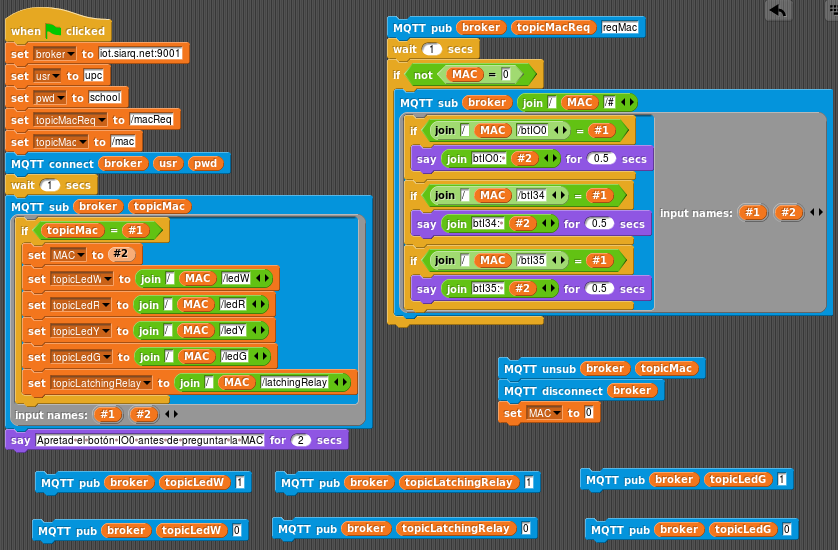 when clicked
set broker to iot.siarq.net:9001
set usr to upc
set pwd to school
set topicMacReq to /macReq
set topicMac to /mac
MQTT connect broker usr pwd
wait 1 secs
MQTT sub broker topicMac
if topicMac = #1
set MAC to #2
set topicLedW to join / MAC /ledW
set topicLedR to join / MAC /ledR
set topicLedY to join / MAC /ledY
set topicLedG to join / MAC /ledG
set topicLatchingRelay to join / MAC /latchingRelay
input names: #1 #2
say Apretad·el·botón·IO0·antes·de·preguntar·la·MAC for 2 secs
MQTT pub broker topicMacReq reqMac
wait 1 secs
if not MAC = 0
MQTT sub broker join / MAC /#
if join / MAC /btIO0 = #1
say join btIO0:· #2 for 0.5 secs
if join / MAC /btI34 = #1
say join btI34:· #2 for 0.5 secs
if join / MAC /btI35 = #1
say join btI35:· #2 for 0.5 secs
input names: #1 #2
MQTT unsub broker topicMac
MQTT disconnect broker
set MAC to 0
MQTT pub broker topicLedW 1
MQTT pub broker topicLatchingRelay 1
MQTT pub broker topicLedG 1
MQTT pub broker topicLedW 0
MQTT pub broker topicLatchingRelay 0
MQTT pub broker topicLedG 0